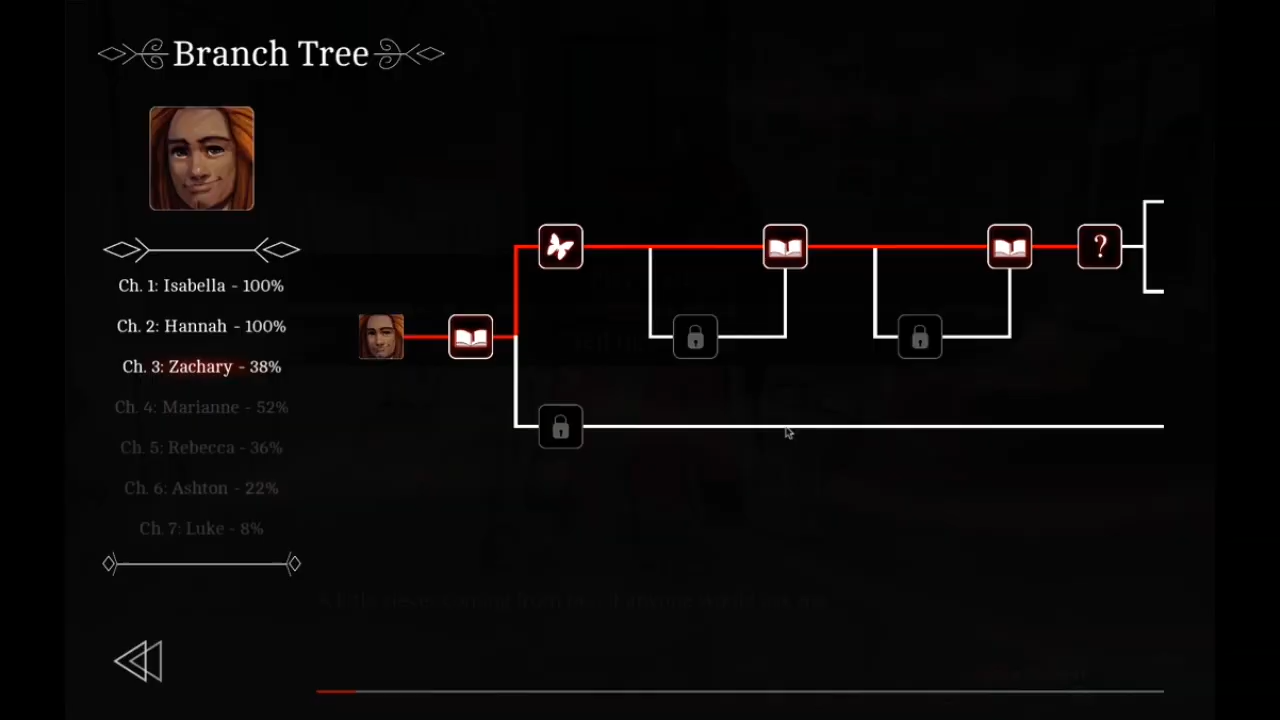 Branch Tree
Ch. 1: Isabella - 100%
Ch. 2: Hannah - 100%
Ch. 3: Zachary - 38%
Ch. 4: Marianne - 52%
Ch. 5: Rebecca - 36%
Ch. 6: Ashton - 22%
Ch. 7: Luke - 8%
?